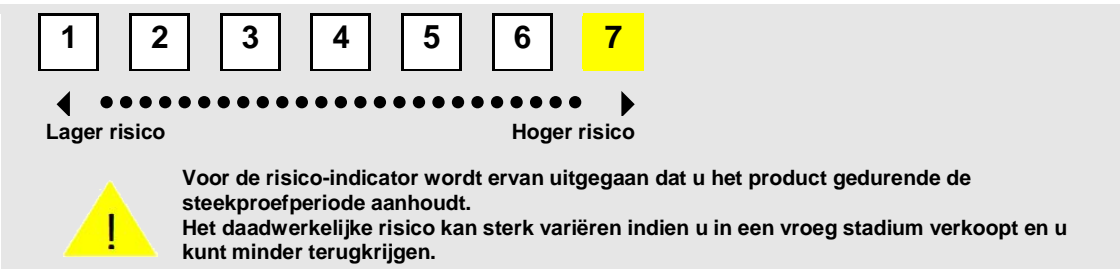 1 2 3 4 5 6 7
Lager risico Hoger risico
!
Voor de risico-indicator wordt ervan uitgegaan dat u het product gedurende de
steekproefperiode aanhoudt.
Het daadwerkelijke risico kan sterk variëren indien u in een vroeg stadium verkoopt en u
kunt minder terugkrijgen.